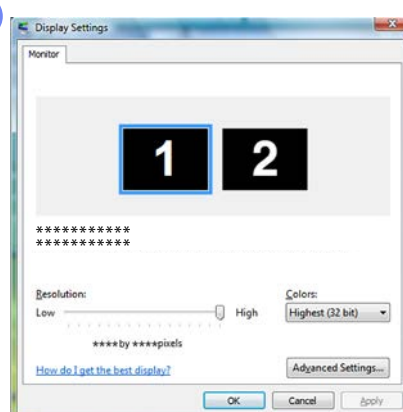 Display Settings
Monitor
1 2
***********
***********
Resolution: Colors:
Low High Highest (32 bit)
****by ****pixels
How do I get the best display? Advanced Settings...
OK Cancel Apply